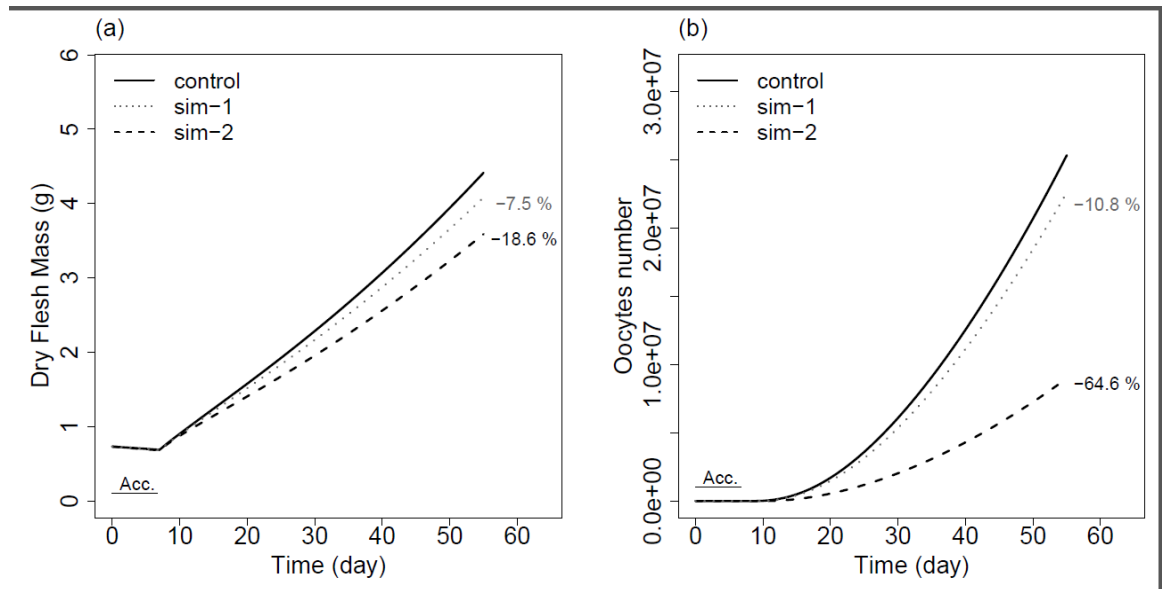 (a)
control
sim−1
sim−2
−7.5 %
−18.6 %
Acc.
Dry Flesh Mass (g)
0
1
2
3
4
5
6
0 10 20 30 40 50 60
Time (day)
(b)
control
sim−1
sim−2
−10.8 %
−64.6 %
Acc.
Oocytes number
0.0e+00
1.0e+07
2.0e+07
3.0e+07
0 10 20 30 40 50 60
Time (day)